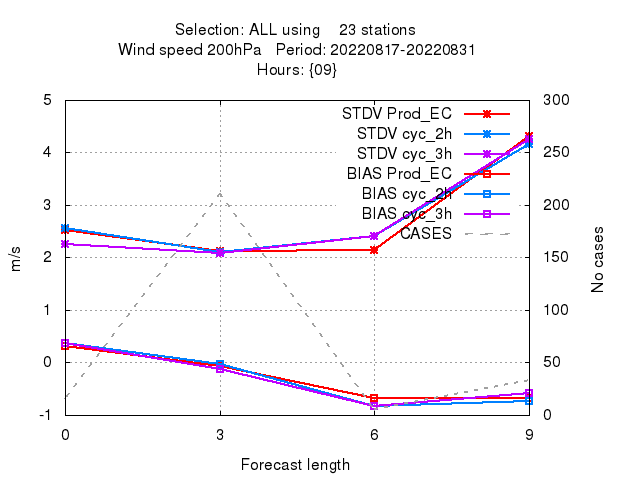 Selection: ALL using 23 stations
Wind speed 200hPa Period: 20220817-20220831
Hours: {09}
5
4
3
2
1
0
-1
m/s
300
250
200
150
100
50
0
No cases
STDV Prod_EC
STDV cyc_2h
STDV cyc_3h
BIAS Prod_EC
BIAS cyc_2h
BIAS cyc_3h
CASES
0 3 6 9
Forecast length